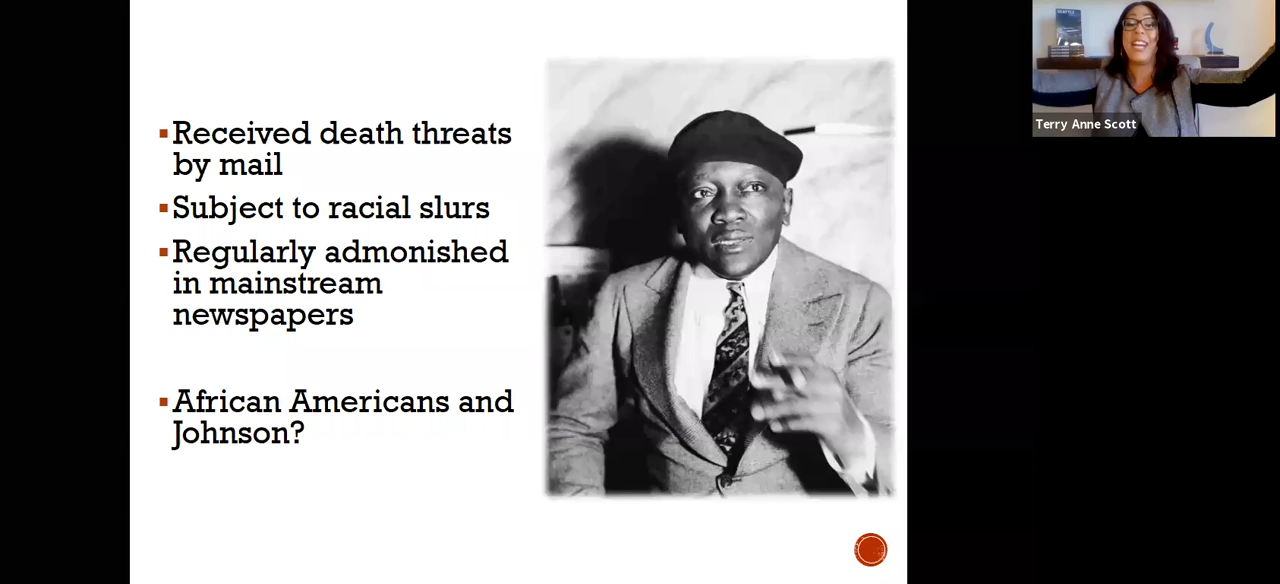 Received death threats
by mail
Subject to racial slurs
Regularly admonished
in mainstream
newspapers
African Americans and
Johnson?
Terry Anne Scott